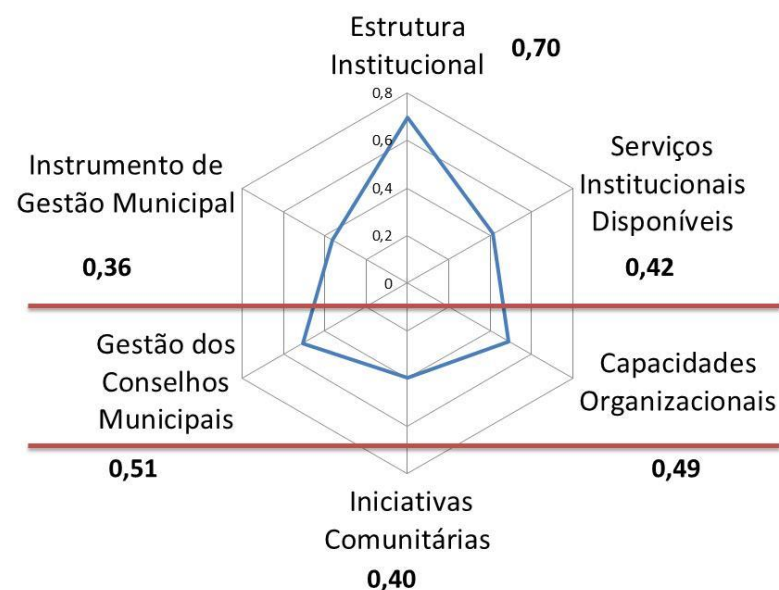 Estrutura
Institucional
0,70
0,8
0,6
0,4
0,2
0
Serviços
Institucionais
Disponíveis
0,42
Instrumento de
Gestão Municipal
0,36
Gestão dos
Conselhos
Municipais
0,51
Capacidades
Organizacionais
0,49
Iniciativas
Comunitárias
0,40